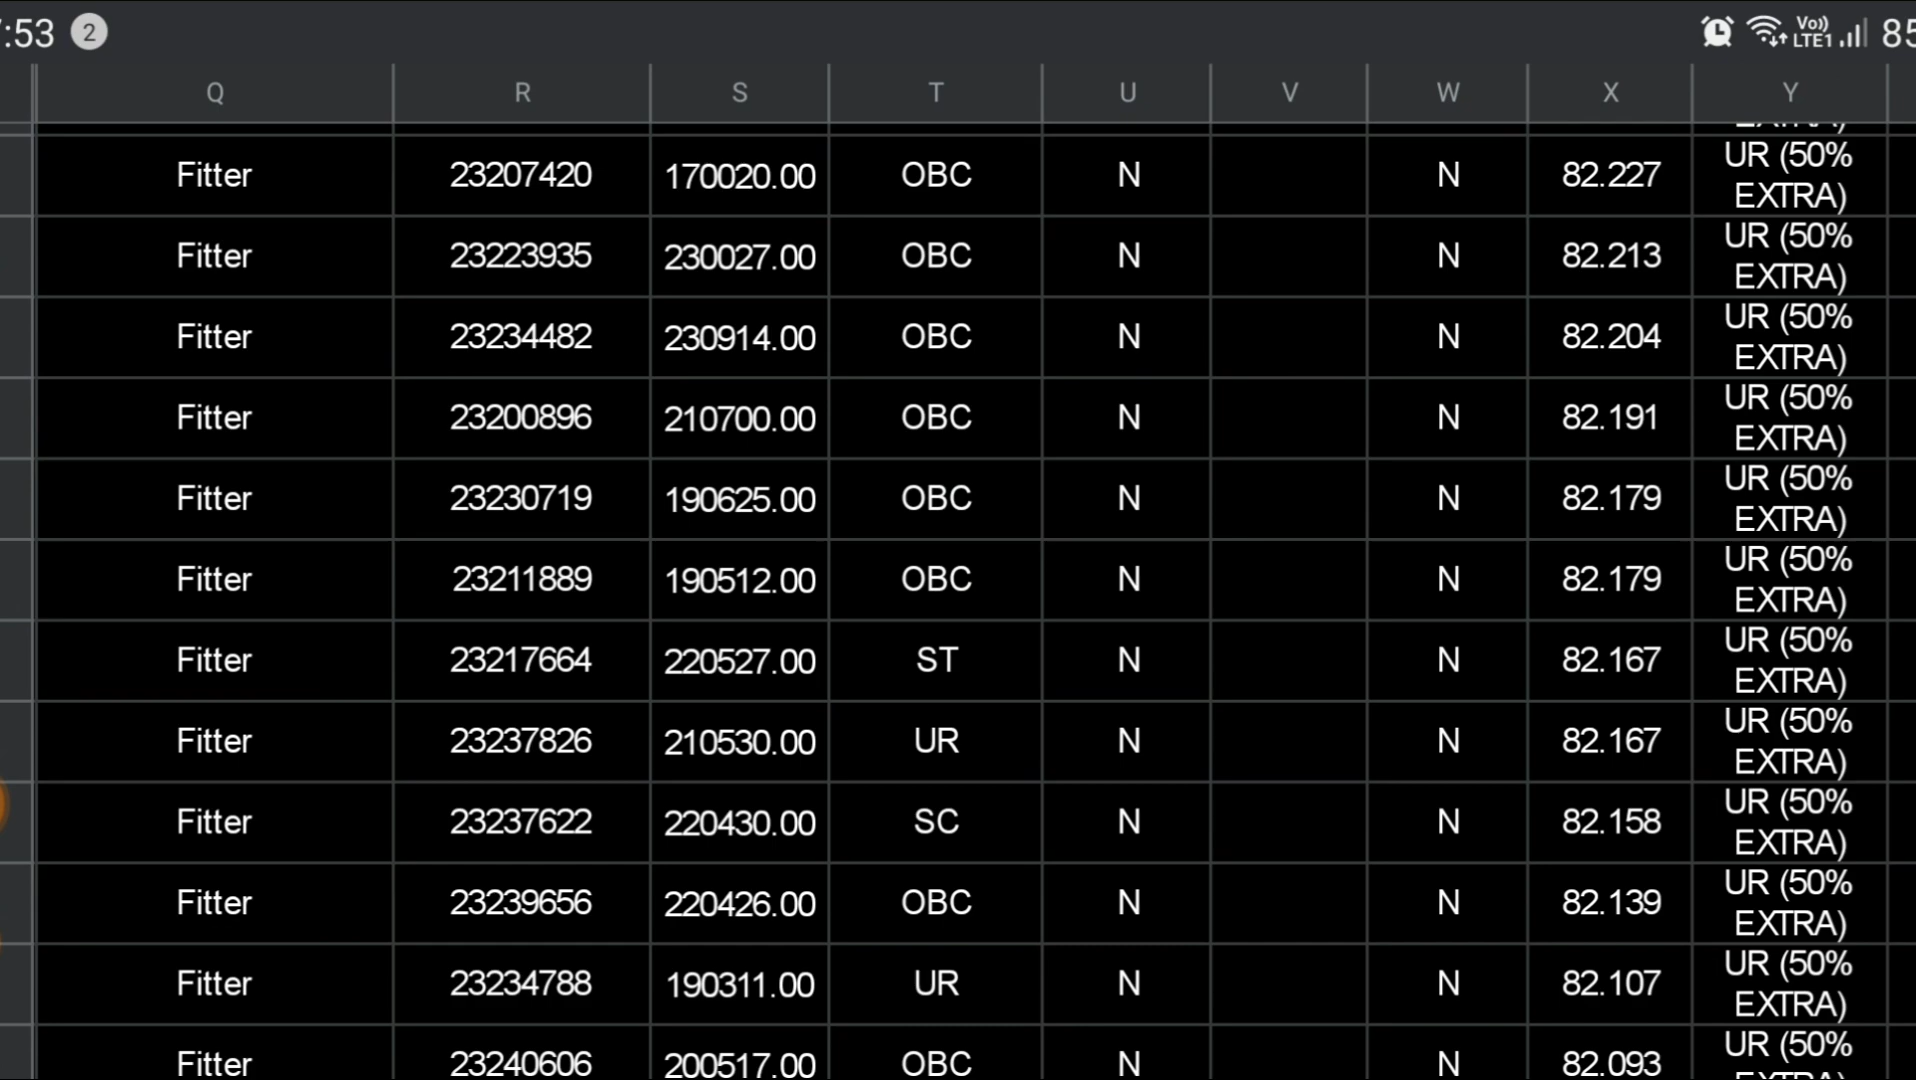 :53 2 Vo)) LTE1 85
Q R S T U V W X Y
Fitter 23207420 170020.00 OBC N N 82.227 UR (50% EXTRA)
Fitter 23223935 230027.00 OBC N N 82.213 UR (50% EXTRA)
Fitter 23234482 230914.00 OBC N N 82.204 UR (50% EXTRA)
Fitter 23200896 210700.00 OBC N N 82.191 UR (50% EXTRA)
Fitter 23230719 190625.00 OBC N N 82.179 UR (50% EXTRA)
Fitter 23211889 190512.00 OBC N N 82.179 UR (50% EXTRA)
Fitter 23217664 220527.00 ST N N 82.167 UR (50% EXTRA)
Fitter 23237826 210530.00 UR N N 82.167 UR (50% EXTRA)
Fitter 23237622 220430.00 SC N N 82.158 UR (50% EXTRA)
Fitter 23239656 220426.00 OBC N N 82.139 UR (50% EXTRA)
Fitter 23234788 190311.00 UR N N 82.107 UR (50% EXTRA)
Fitter 23240606 200517.00 OBC N N 82.093 UR (50%